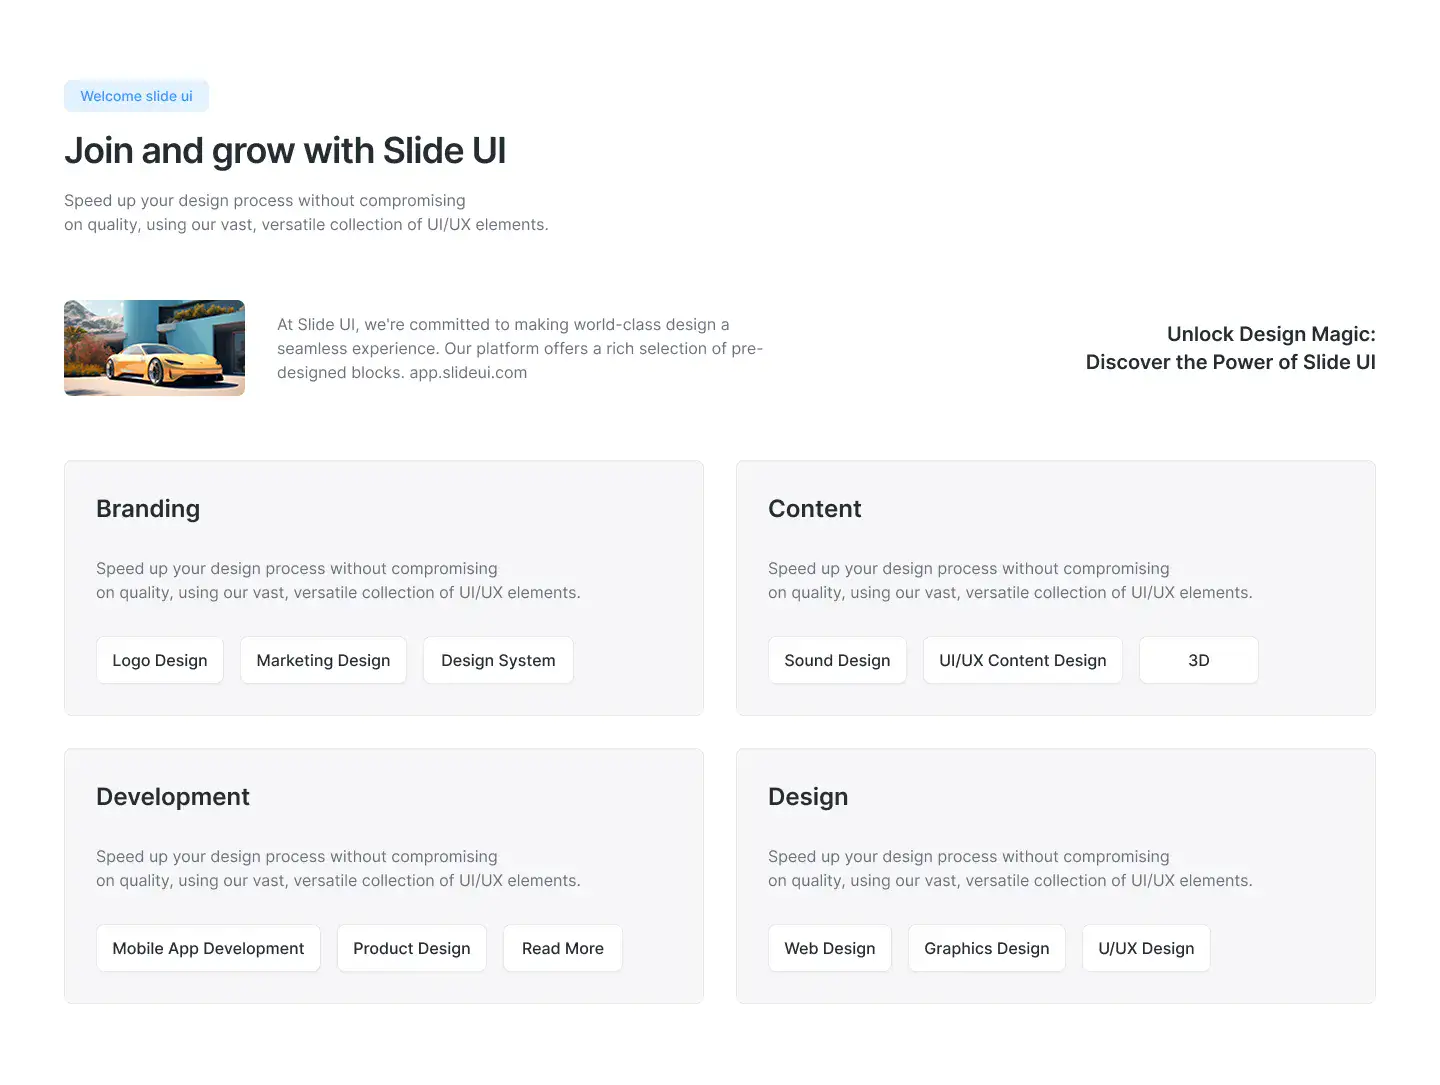 Welcome slide ui
Join and grow with Slide UI
Speed up your design process without compromising
on quality, using our vast, versatile collection of UI/UX elements.
At Slide UI, we're committed to making world-class design a
seamless experience. Our platform offers a rich selection of pre-
designed blocks. app.slideui.com
Unlock Design Magic:
Discover the Power of Slide UI
Branding
Speed up your design process without compromising
on quality, using our vast, versatile collection of UI/UX elements.
Logo Design
Marketing Design
Design System
Content
Speed up your design process without compromising
on quality, using our vast, versatile collection of UI/UX elements.
Sound Design
UI/UX Content Design
3D
Development
Speed up your design process without compromising
on quality, using our vast, versatile collection of UI/UX elements.
Mobile App Development
Product Design
Read More
Design
Speed up your design process without compromising
on quality, using our vast, versatile collection of UI/UX elements.
Web Design
Graphics Design
U/UX Design